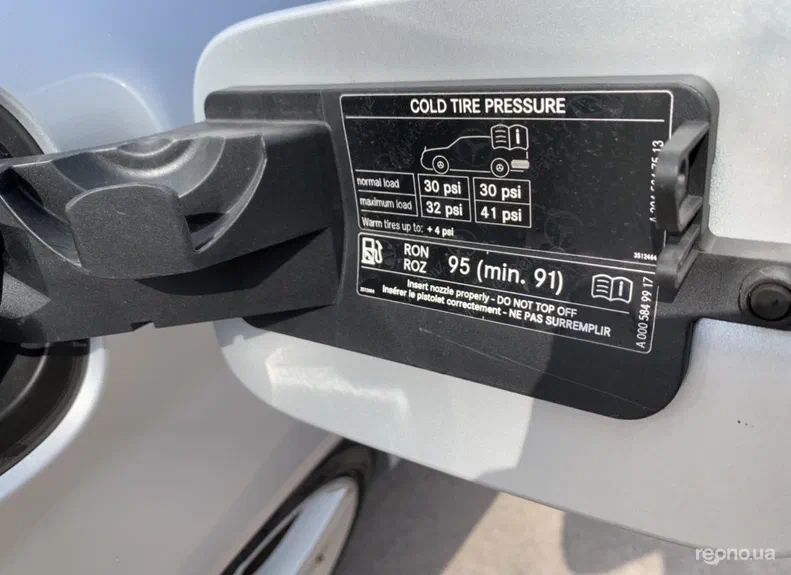 COLD TIRE PRESSURE
normal load 30 psi 30 psi
maximum load 32 psi 41 psi
Warm tires up to: + 4 psi
3512464
RON
ROZ
95 (min. 91)
Insert nozzle properly - DO NOT TOP OFF
Insérer le pistolet correctement - NE PAS SURREMPLIR
A 000 584 99 17
repno.ua